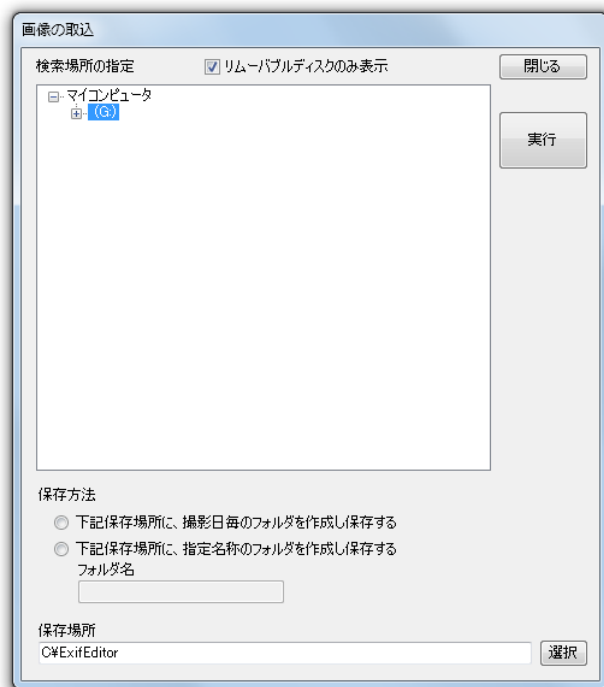 画像の取込
検索場所の指定 リムーバブルディスクのみ表示 閉じる
マイコンピュータ
(G:)
実行
保存方法
下記保存場所に、撮影日毎のフォルダを作成し保存する
下記保存場所に、指定名称のフォルダを作成し保存する
フォルダ名
保存場所
C¥ExifEditor 選択